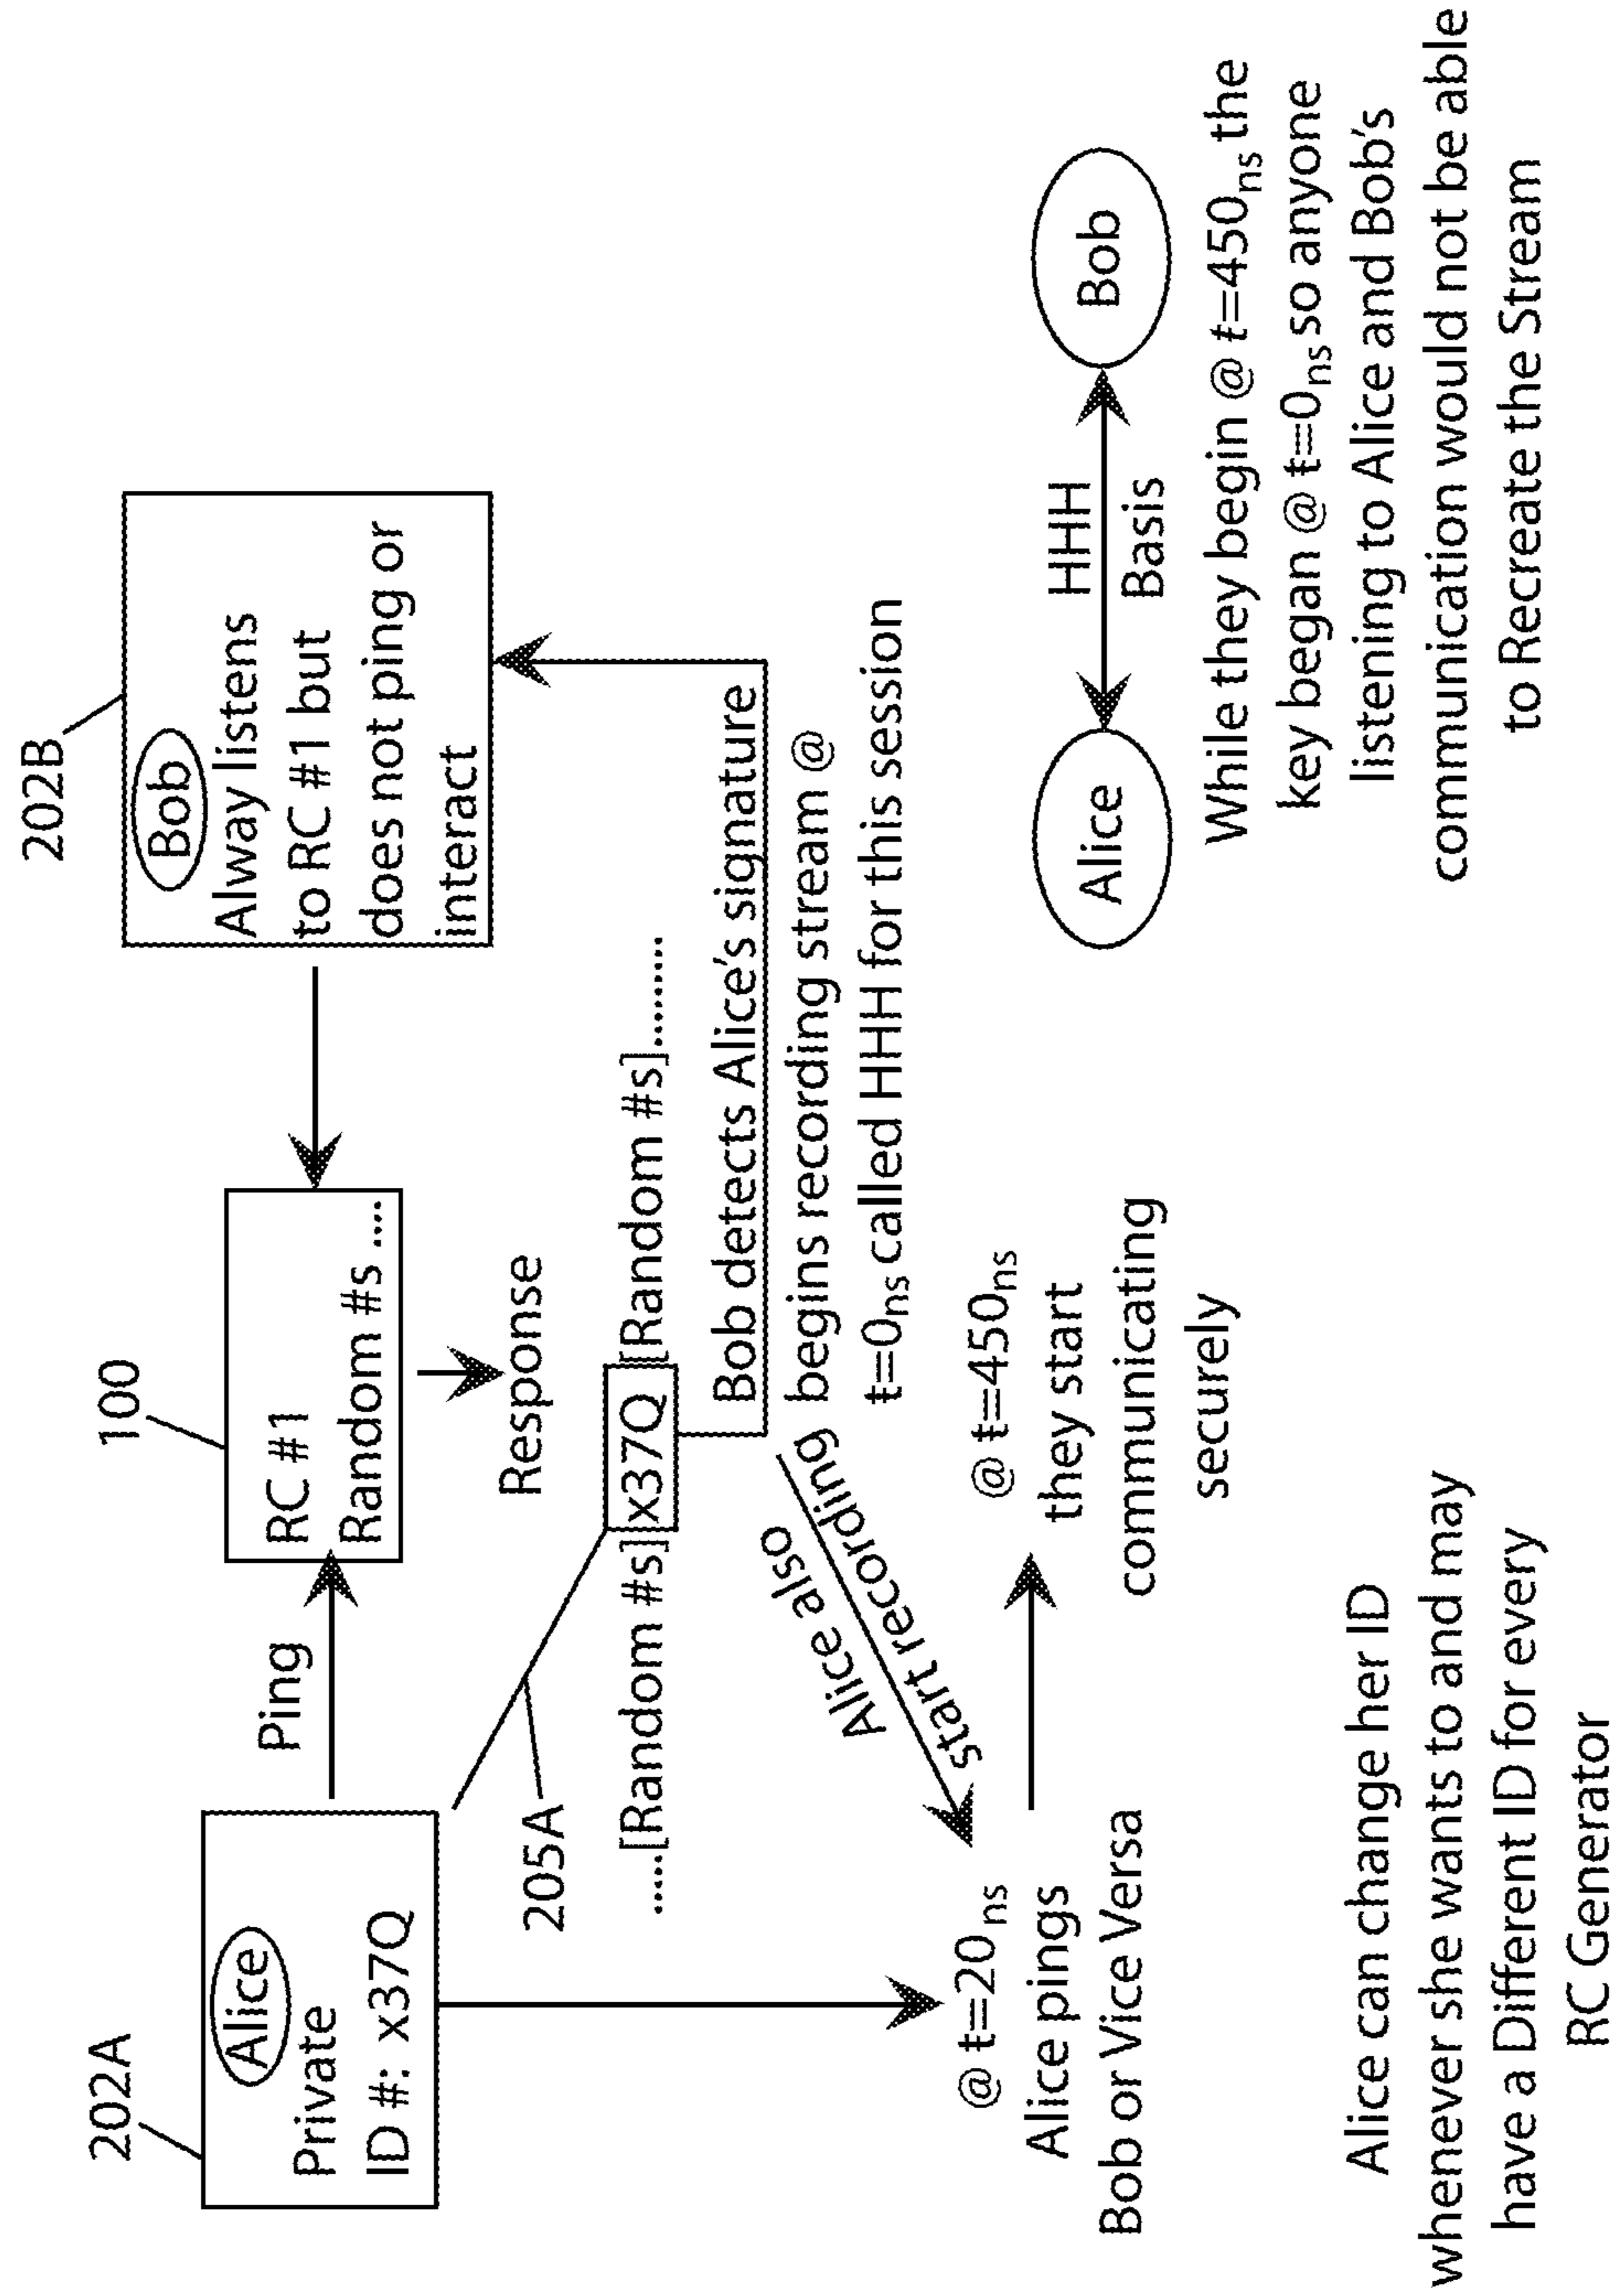 202A
Alice
Private
ID #: x37Q
Ping
100
RC #1
Random #s ....
Response
202B
Bob
Alway listens
to RC #1 but
does not ping or
interact
205A
......[Random #s] x37Q [Random #s].........
Bob detects Alice's signature
begins recording stream @
t=0ns called HHH for this session
Alice also
start recording
@ t=20ns
Alice pings
Bob or Vice Versa
@ t=450ns
they start
communicating
securely
Alice
HHH
Basis
Bob
While they begin @ t=450ns the
key began @ t=0ns so anyone
listening to Alice and Bob's
communication would not be able
to Recreate the Stream
Alice can change her ID
whenever she wants to and may
have a Different ID for every
RC Generator